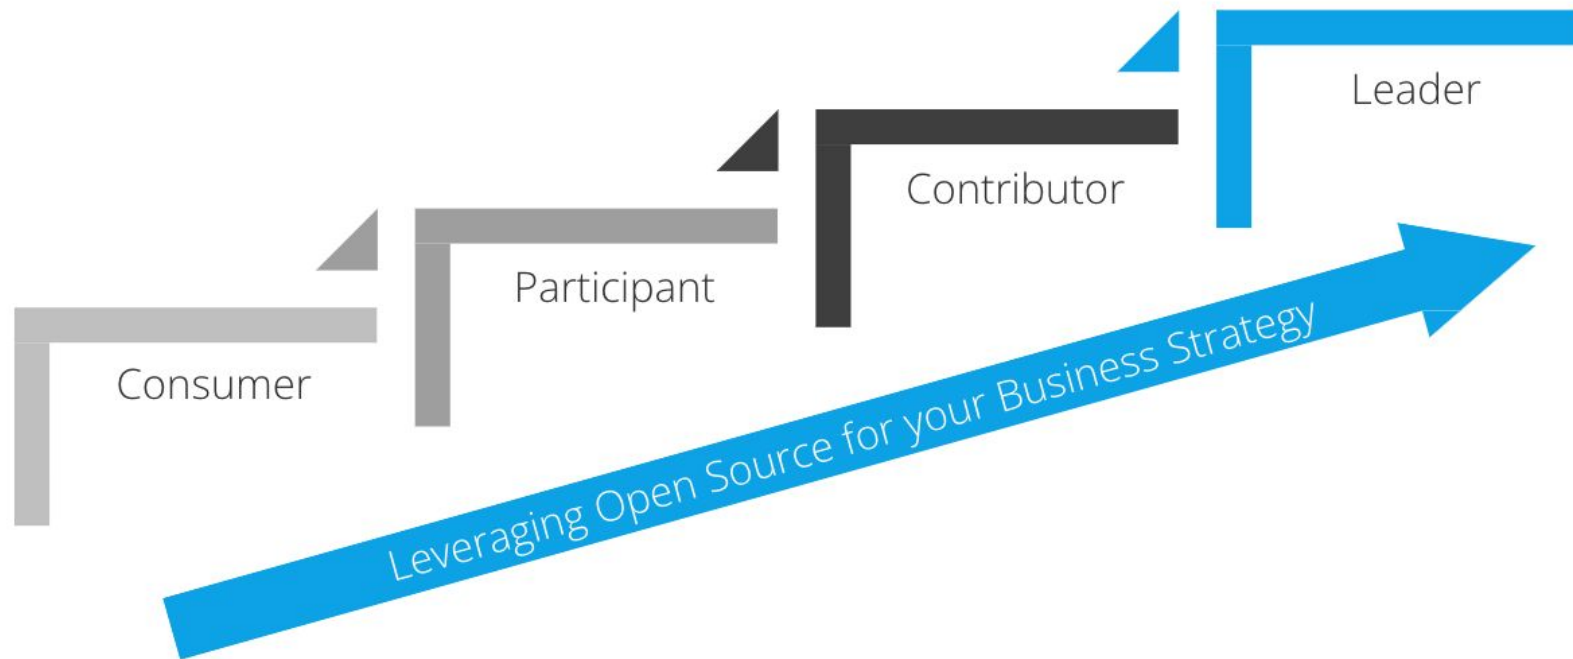 Leader
Contributor
Participant
Consumer
Leveraging Open Source for your Business Strategy